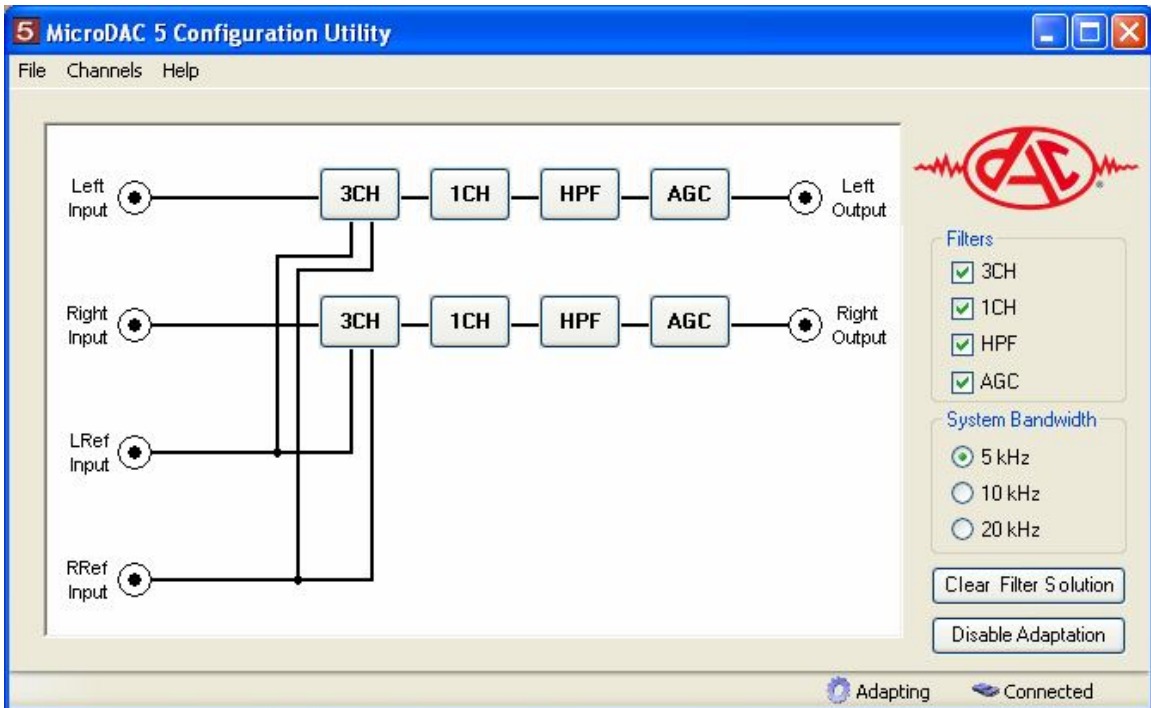 5 MicroDAC 5 Configuration Utility
File Channels Help
Left
Input
3CH
1CH
HPF
AGC
Left
Output
Right
Input
3CH
1CH
HPF
AGC
Right
Output
LRef
Input
RRef
Input
DAC
®
Filters
3CH
1CH
HPF
AGC
System Bandwidth
5 kHz
10 kHz
20 kHz
Clear Filter Solution
Disable Adaptation
Adapting
Connected